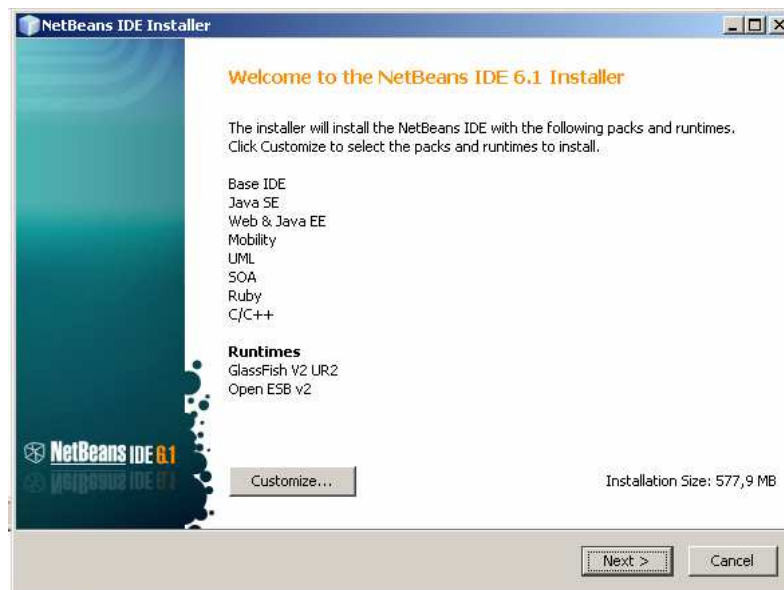 NetBeans IDE Installer
Welcome to the NetBeans IDE 6.1 Installer
The installer will install the NetBeans IDE with the following packs and runtimes.
Click Customize to select the packs and runtimes to install.
Base IDE
Java SE
Web & Java EE
Mobility
UML
SOA
Ruby
C/C++
Runtimes
GlassFish V2 UR2
Open ESB v2
NetBeans IDE 6.1
Customize...
Installation Size: 577,9 MB
Next >
Cancel